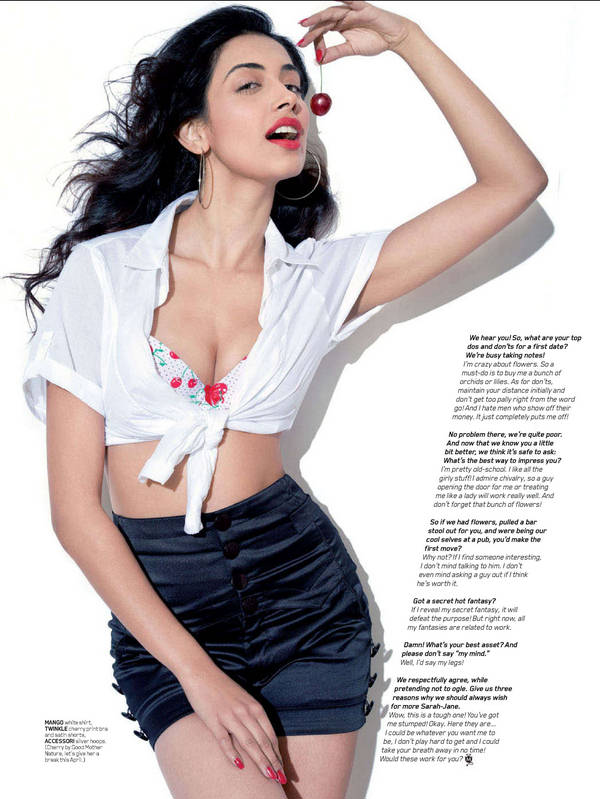 We hear you! So, what are your top
dos and don'ts for a first date?
We're busy taking notes!
I'm crazy about flowers. So a
must-do is to buy me a bunch of
orchids or lilies. As for don'ts,
maintain your distance initially and
don't get too pally right from the word
go! And I hate men who show off their
money. It just completely puts me off!
No problem there, we're quite poor.
And now that we know you a little
bit better, we think it's safe to ask:
What's the best way to impress you?
I'm pretty old-school. I like all the
girly stuff! I admire chivalry, so a guy
opening the door for me or treating
me like a lady will work really well. And
don't forget that bunch of flowers!
So if we had flowers, pulled a bar
stool out for you, and were being our
cool selves at a pub, you'd make the
first move?
Why not? If I find someone interesting,
I don't mind talking to him. I don't
even mind asking a guy out if I think
he's worth it.
Got a secret hot fantasy?
If I reveal my secret fantasy, it will
defeat the purpose! But right now, all
my fantasies are related to work.
Damn! What's your best asset? And
please don't say "my mind."
Well, I'd say my legs!
We respectfully agree, while
pretending not to ogle. Give us three
reasons why we should always wish
for more Sarah-Jane.
Wow, this is a tough one! You've got
me stumped! Okay. Here they are...
I could be whatever you want me to
be, I don't play hard to get and I could
take your breath away in no time!
Would these work for you?
MANGO white shirt,
TWINKLE cherry print bra
and satin shorts,
ACCESSORI silver hoops.
(Cherry by Good Mother
Nature, let's give her a
break this April.)